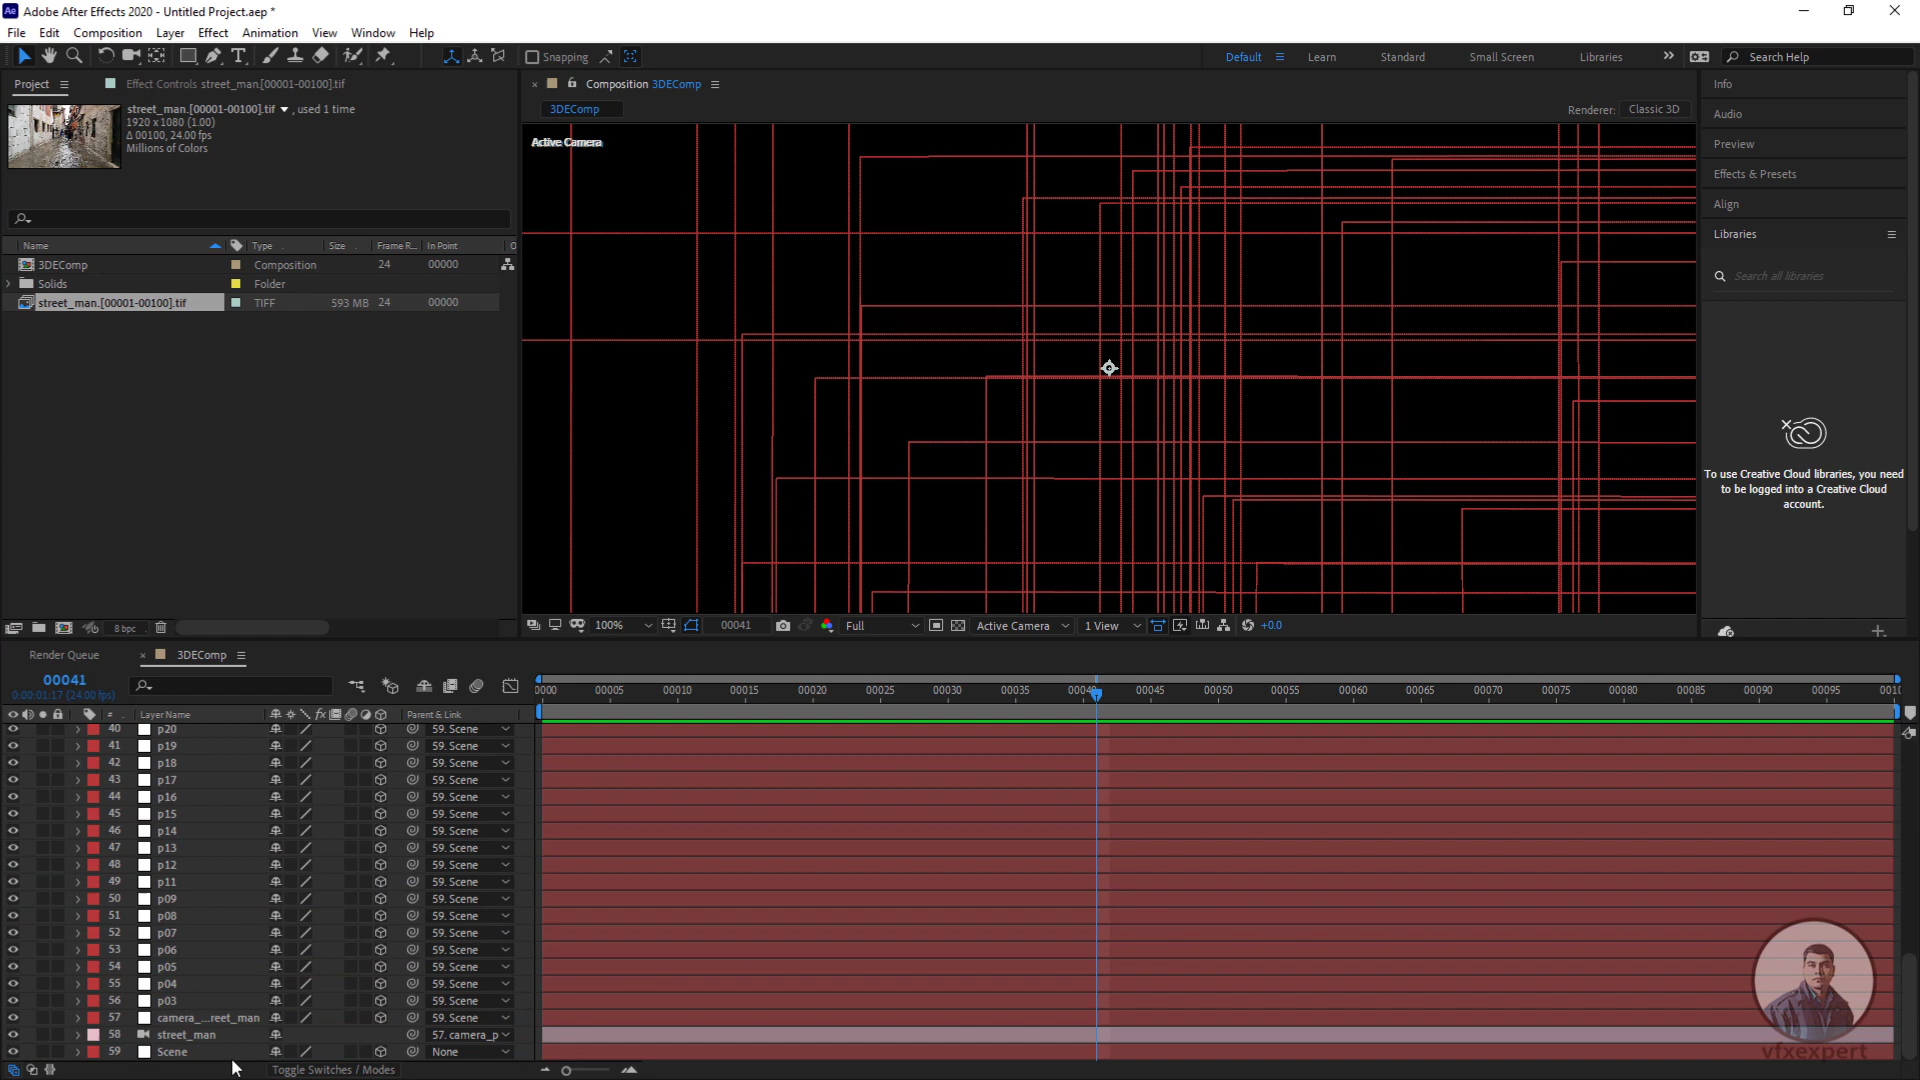 Adobe After Effects 2020 - Untitled Project.aep *
File Edit Composition Layer Effect Animation View Window Help
Snapping
Default Learn Standard Small Screen Libraries
Search Help
Project
Effect Controls street_man.[00001-00100].tif
street_man.[00001-00100].tif , used 1 time
1920 x 1080 (1.00)
Δ 00100, 24.00 fps
Millions of Colors
Name Type Size Frame R... In Point O
3DEComp Composition 24 00000
Solids Folder
street_man.[00001-00100].tif TIFF 593 MB 24 00000
8 bpc
Composition 3DEComp
3DEComp
Renderer: Classic 3D
Active Camera
100% 00041 Full Active Camera 1 View +0.0
Info
Audio
Preview
Effects & Presets
Align
Libraries
Search all libraries
To use Creative Cloud libraries, you need
to be logged into a Creative Cloud
account.
Render Queue 3DEComp
00041
0:00:01:17 (24.00 fps)
0000 00005 00010 00015 00020 00025 00030 00035 00045 00050 00055 00060 00065 00070 00075 00080 00085 00090 00095
# Layer Name Parent & Link
40 p20 59. Scene
41 p19 59. Scene
42 p18 59. Scene
43 p17 59. Scene
44 p16 59. Scene
45 p15 59. Scene
46 p14 59. Scene
47 p13 59. Scene
48 p12 59. Scene
49 p11 59. Scene
50 p09 59. Scene
51 p08 59. Scene
52 p07 59. Scene
53 p06 59. Scene
54 p05 59. Scene
55 p04 59. Scene
56 p03 59. Scene
57 camera_...reet_man 59. Scene
58 street_man 57. camera_p
59 Scene None
Toggle Switches / Modes
vfxexpert